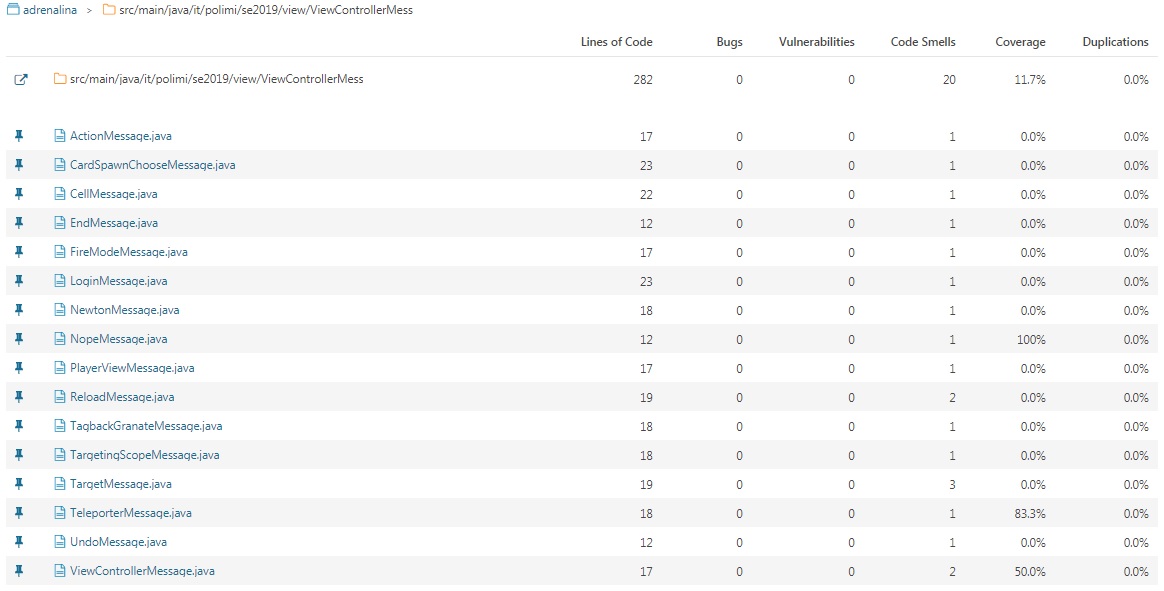 adrenalina > src/main/java/it/polimi/se2019/view/ViewControllerMess
Lines of Code Bugs Vulnerabilities Code Smells Coverage Duplications
src/main/java/it/polimi/se2019/view/ViewControllerMess 282 0 0 20 11.7% 0.0%
ActionMessage.java 17 0 0 1 0.0% 0.0%
CardSpawnChooseMessage.java 23 0 0 1 0.0% 0.0%
CellMessage.java 22 0 0 1 0.0% 0.0%
EndMessage.java 12 0 0 1 0.0% 0.0%
FireModeMessage.java 17 0 0 1 0.0% 0.0%
LoginMessage.java 23 0 0 1 0.0% 0.0%
NewtonMessage.java 18 0 0 1 0.0% 0.0%
NopeMessage.java 12 0 0 1 100% 0.0%
PlayerViewMessage.java 17 0 0 1 0.0% 0.0%
ReloadMessage.java 19 0 0 2 0.0% 0.0%
TagbackGranateMessage.java 18 0 0 1 0.0% 0.0%
TargetingScopeMessage.java 18 0 0 1 0.0% 0.0%
TargetMessage.java 19 0 0 3 0.0% 0.0%
TeleporterMessage.java 18 0 0 1 83.3% 0.0%
UndoMessage.java 12 0 0 1 0.0% 0.0%
ViewControllerMessage.java 17 0 0 2 50.0% 0.0%